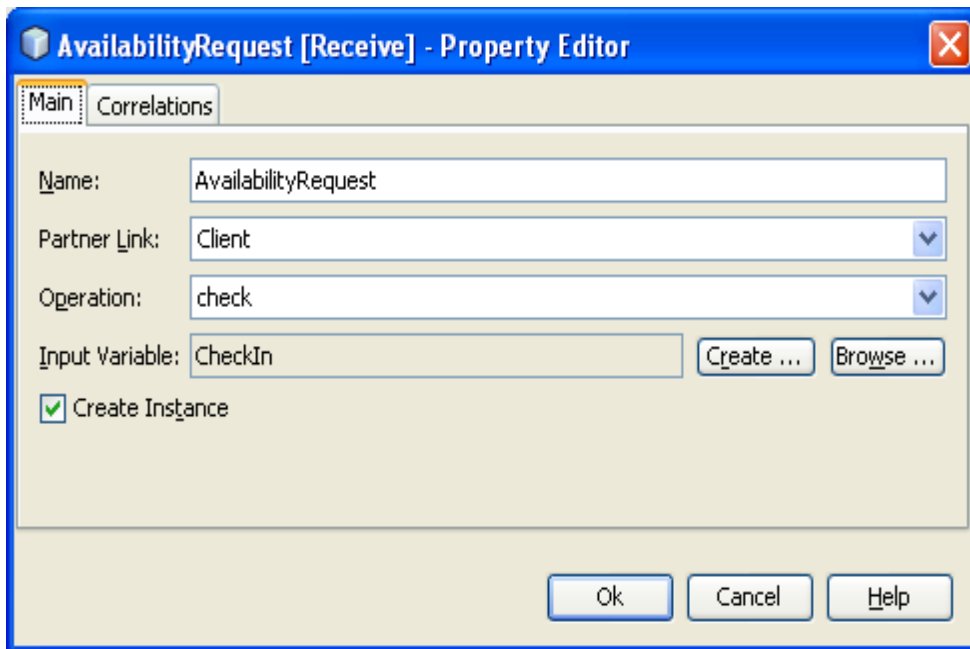 AvailabilityRequest [Receive] - Property Editor
Main Correlations
Name: AvailabilityRequest
Partner Link: Client
Operation: check
Input Variable: CheckIn Create ... Browse ...
Create Instance
Ok Cancel Help